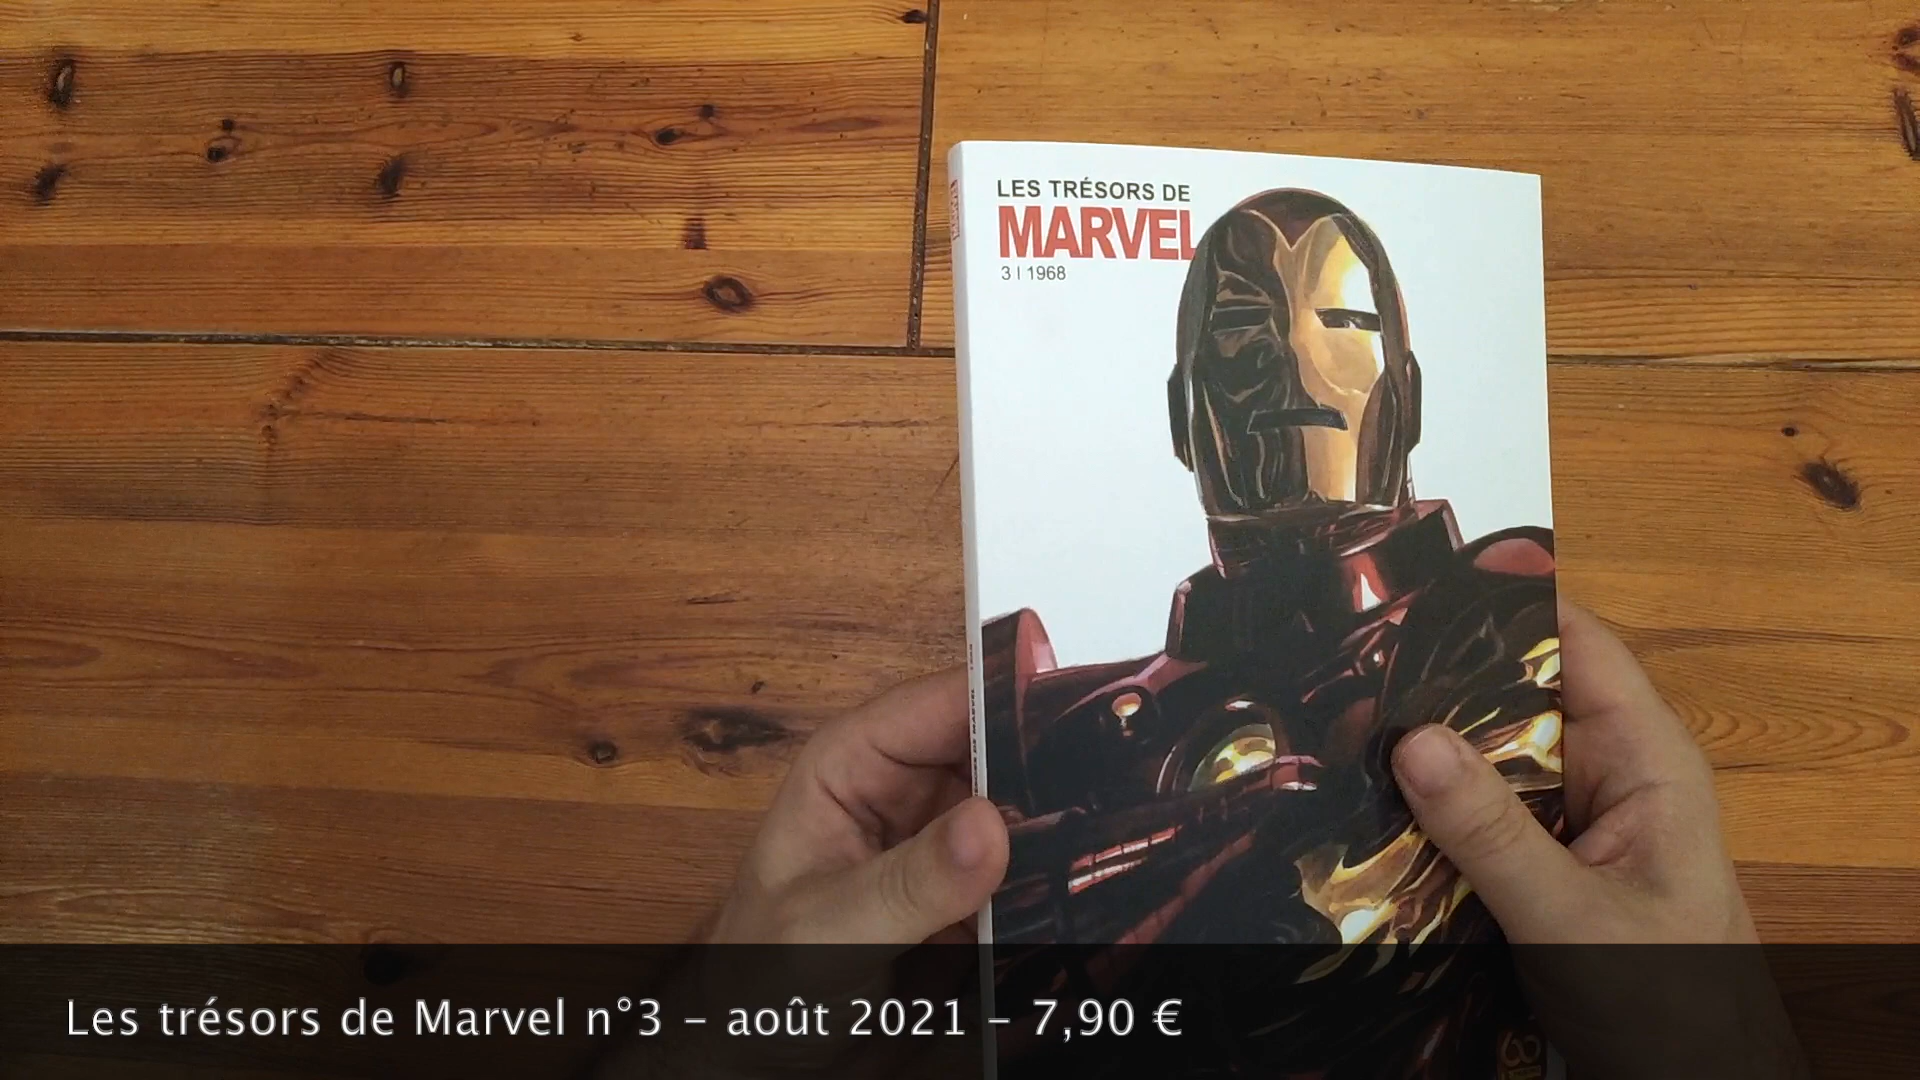 LES TRÉSORS DE
MARVEL
3 | 1968
Les trésors de Marvel n°3 – août 2021 – 7,90 €